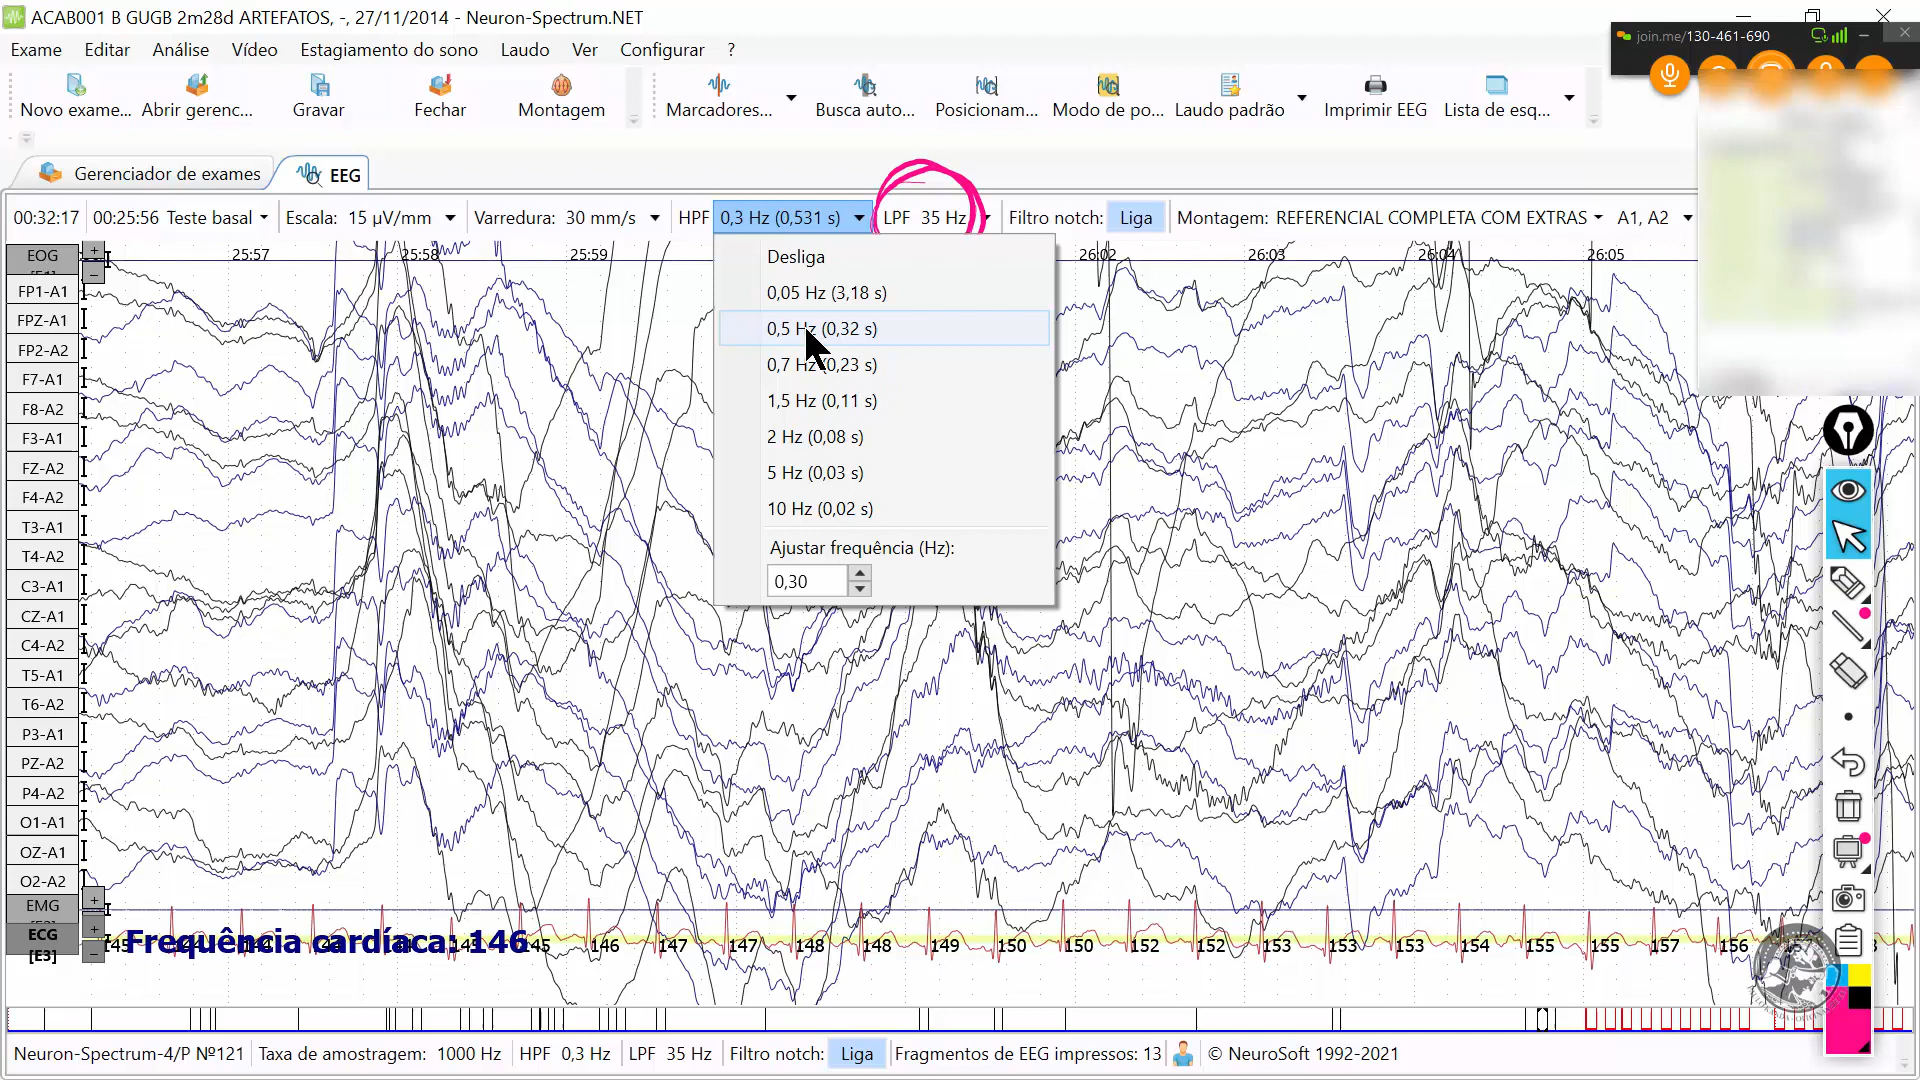 ACAB001 B GUGB 2m28d ARTEFATOS, -, 27/11/2014 - Neuron-Spectrum.NET
join.me/130-461-690
Exame Editar Análise Vídeo Estagiamento do sono Laudo Ver Configurar ?
Novo exame... Abrir gerenc... Gravar Fechar Montagem Marcadores... Busca auto... Posicionam... Modo de po... Laudo padrão Imprimir EEG Lista de esq...
Gerenciador de exames EEG
00:32:17 00:25:56 Teste basal Escala: 15 µV/mm Varredura: 30 mm/s HPF 0,3 Hz (0,531 s) LPF 35 Hz Filtro notch: Liga Montagem: REFERENCIAL COMPLETA COM EXTRAS A1, A2
25:57 25:58 25:59 26:02 26:03 26:04 26:05
Desliga
0,05 Hz (3,18 s)
0,5 Hz (0,32 s)
0,7 Hz (0,23 s)
1,5 Hz (0,11 s)
2 Hz (0,08 s)
5 Hz (0,03 s)
10 Hz (0,02 s)
Ajustar frequência (Hz):
0,30
EOG
FP1-A1
FPZ-A1
FP2-A2
F7-A1
F8-A2
F3-A1
FZ-A2
F4-A2
T3-A1
T4-A2
C3-A1
CZ-A1
C4-A2
T5-A1
T6-A2
P3-A1
PZ-A2
P4-A2
O1-A1
OZ-A1
O2-A2
EMG
ECG
[E3]
Frequência cardíaca: 146
145 146 147 147 148 148 149 150 150 152 152 153 153 153 154 155 155 157 156
Neuron-Spectrum-4/P №121 Taxa de amostragem: 1000 Hz HPF 0,3 Hz LPF 35 Hz Filtro notch: Liga Fragmentos de EEG impressos: 13 © NeuroSoft 1992-2021